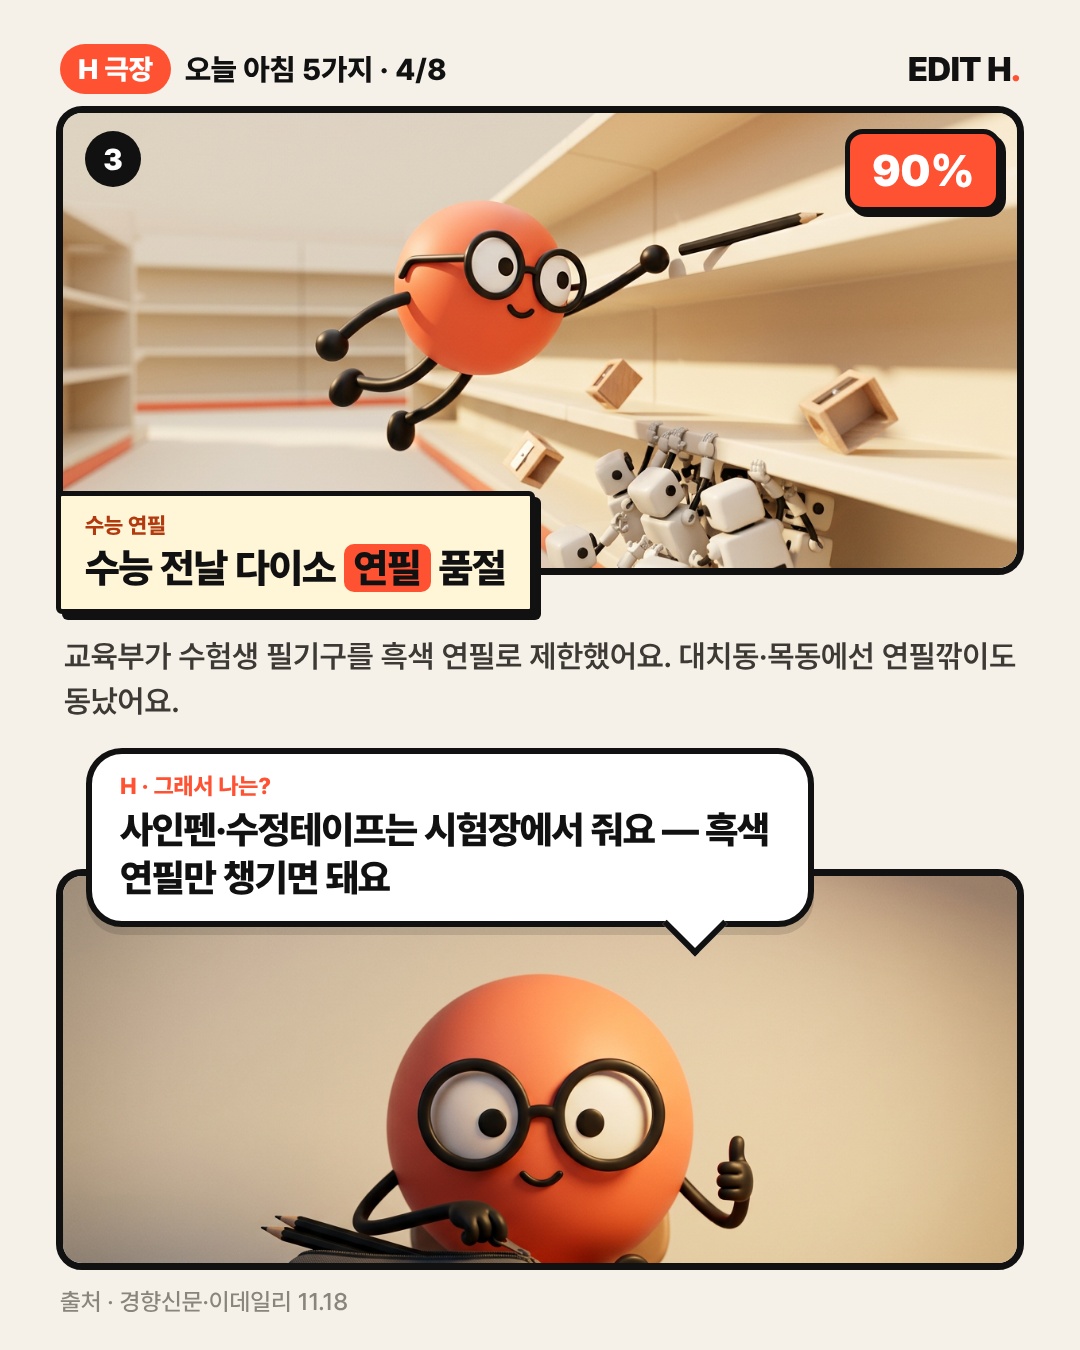 H 극장 오늘 아침 5가지 · 4/8
EDIT H.
3
90%
수능 연필
수능 전날 다이소 연필 품절
교육부가 수험생 필기구를 흑색 연필로 제한했어요. 대치동·목동에선 연필깎이도
동났어요.
H · 그래서 나는?
사인펜·수정테이프는 시험장에서 줘요 — 흑색
연필만 챙기면 돼요
출처 · 경향신문·이데일리 11.18